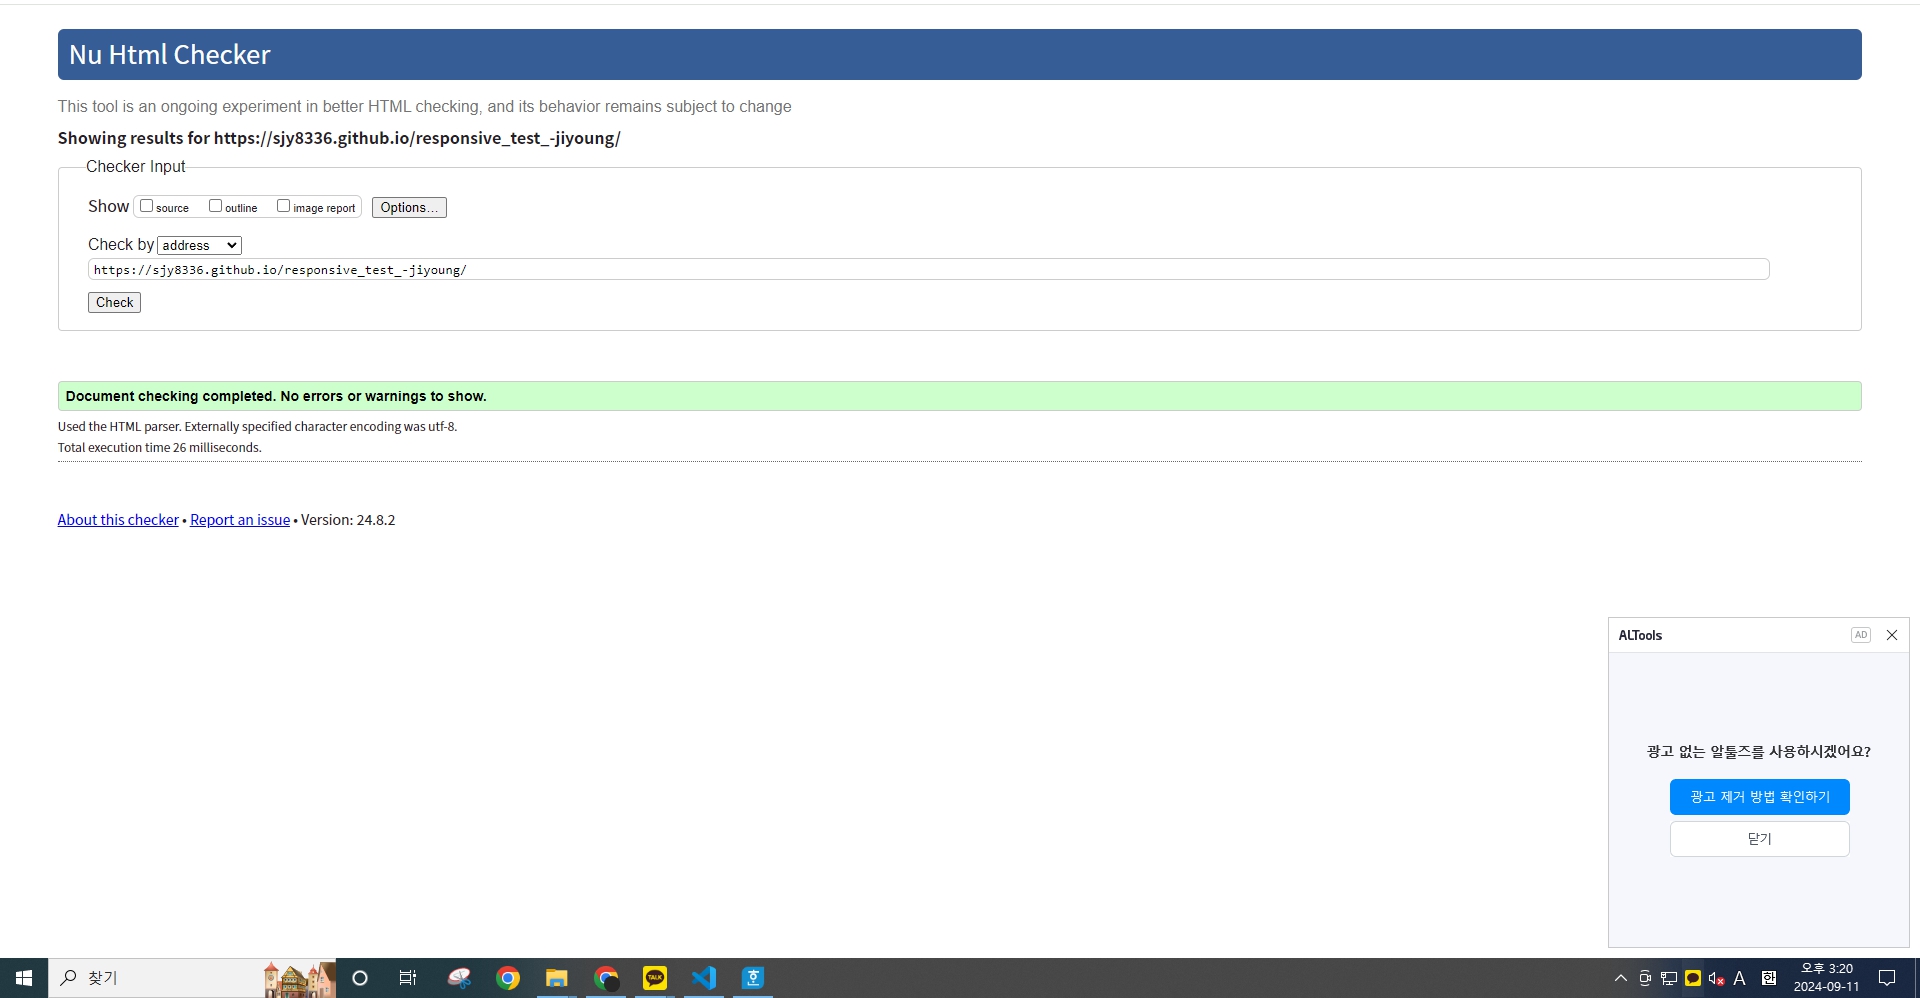 Nu Html Checker
This tool is an ongoing experiment in better HTML checking, and its behavior remains subject to change
Showing results for https://sjy8336.github.io/responsive_test_-jiyoung/
Checker Input
Show source outline image report Options...
Check by address
https://sjy8336.github.io/responsive_test_-jiyoung/
Check
Document checking completed. No errors or warnings to show.
Used the HTML parser. Externally specified character encoding was utf-8.
Total execution time 26 milliseconds.
About this checker • Report an issue • Version: 24.8.2
ALTools AD
광고 없는 알툴즈를 사용하시겠어요?
광고 제거 방법 확인하기
닫기
찾기
TALK
A 한
오후 3:20
2024-09-11